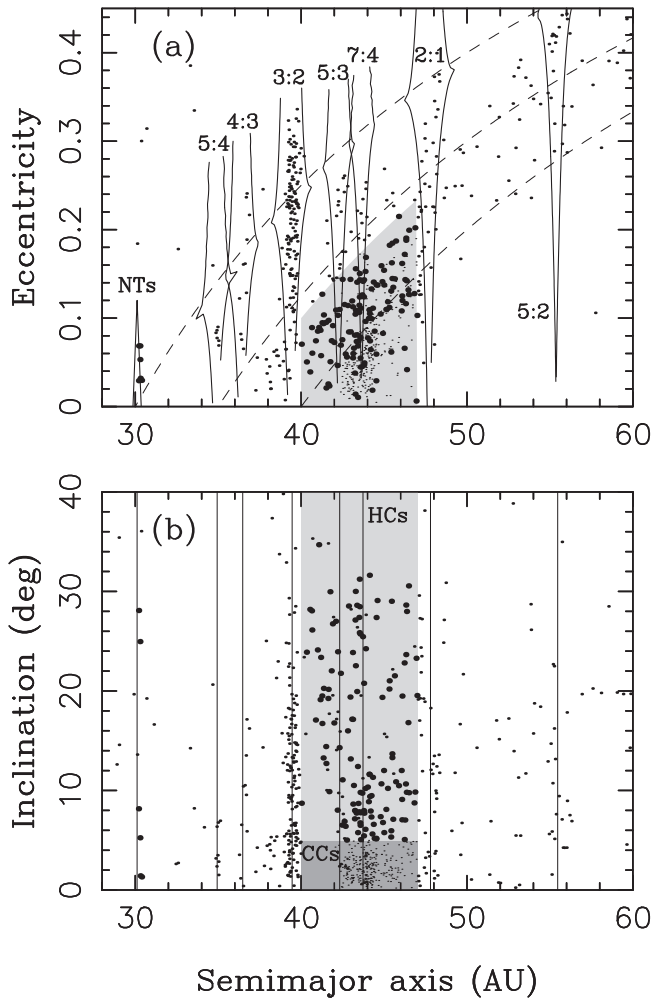 (a)
7:4
2:1
3:2
5:3
4:3
5:4
NTs
5:2
Eccentricity
0.4
0.3
0.2
0.1
0
30 40 50 60
(b)
HCs
CCs
Inclination (deg)
40
30
20
10
0
30 40 50 60
Semimajor axis (AU)